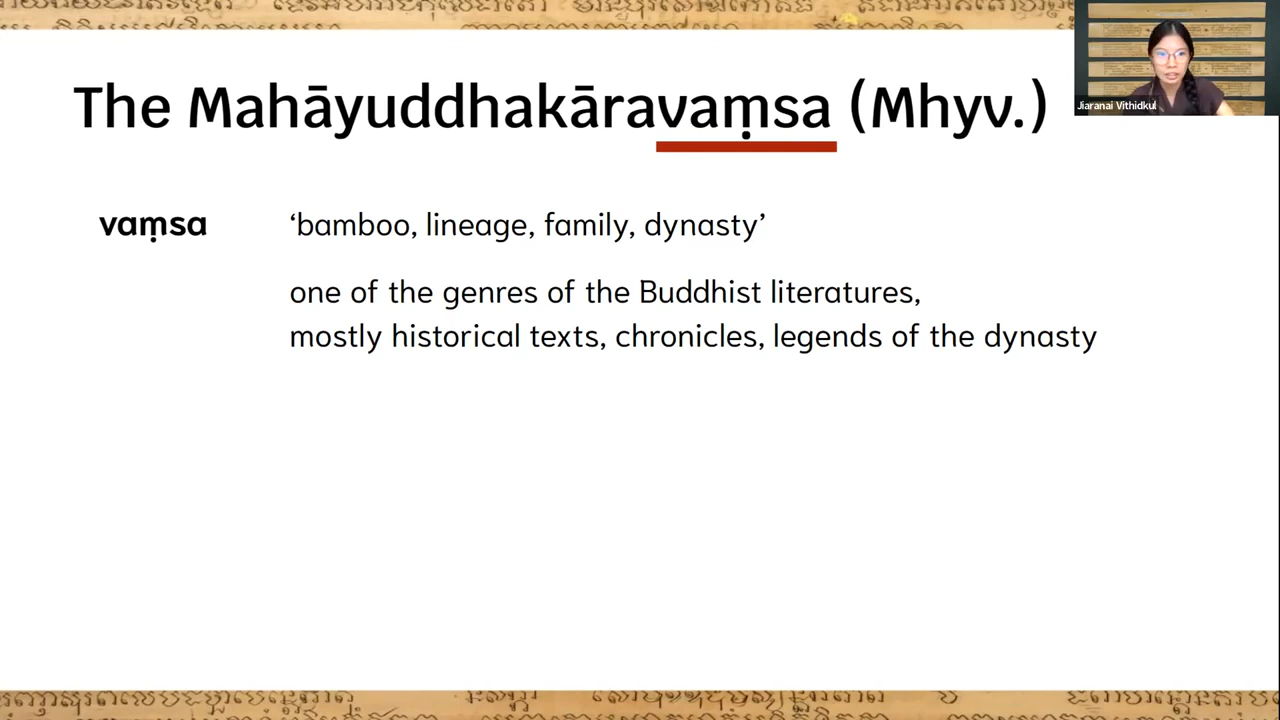 The Mahāyuddhakāravaṃsa (Mhyv.)
Jiaranai Vithidkul
vaṃsa ‘bamboo, lineage, family, dynasty’
one of the genres of the Buddhist literatures,
mostly historical texts, chronicles, legends of the dynasty